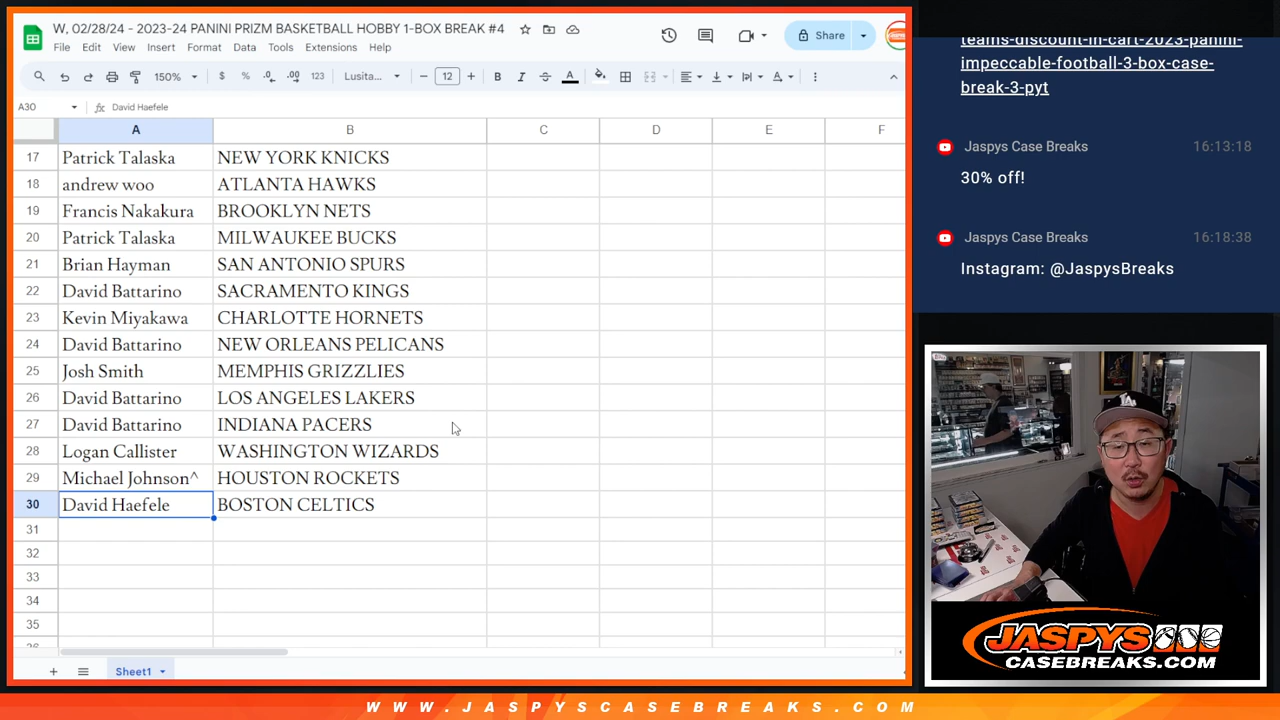 W, 02/28/24 - 2023-24 PANINI PRIZM BASKETBALL HOBBY 1-BOX BREAK #4
File Edit View Insert Format Data Tools Extensions Help
Share
150% $ % .0 .00 123 Lusita... 12 B I A
A30 fx David Haefele
A B C D E F
17 Patrick Talaska NEW YORK KNICKS
18 andrew woo ATLANTA HAWKS
19 Francis Nakakura BROOKLYN NETS
20 Patrick Talaska MILWAUKEE BUCKS
21 Brian Hayman SAN ANTONIO SPURS
22 David Battarino SACRAMENTO KINGS
23 Kevin Miyakawa CHARLOTTE HORNETS
24 David Battarino NEW ORLEANS PELICANS
25 Josh Smith MEMPHIS GRIZZLIES
26 David Battarino LOS ANGELES LAKERS
27 David Battarino INDIANA PACERS
28 Logan Callister WASHINGTON WIZARDS
29 Michael Johnson^ HOUSTON ROCKETS
30 David Haefele BOSTON CELTICS
31
32
33
34
35
Sheet1
teams-discount-in-cart-2023-panini-
impeccable-football-3-box-case-
break-3-pyt
Jaspys Case Breaks 16:13:18
30% off!
Jaspys Case Breaks 16:18:38
Instagram: @JaspysBreaks
JASPYS
CASEBREAKS.COM
WWW.JASPYSCASEBREAKS.COM